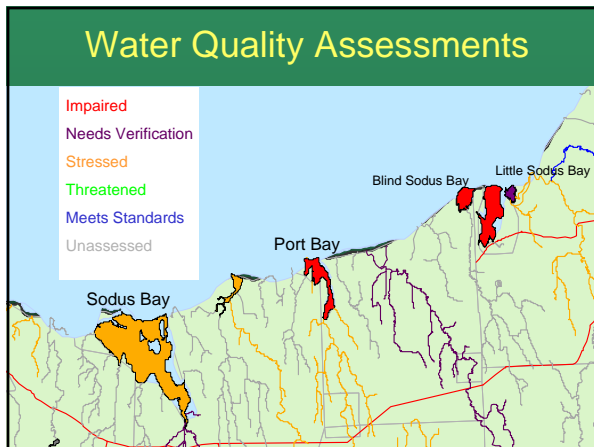 Water Quality Assessments
Impaired
Needs Verification
Stressed
Threatened
Meets Standards
Unassessed
Little Sodus Bay
Blind Sodus Bay
Port Bay
Sodus Bay